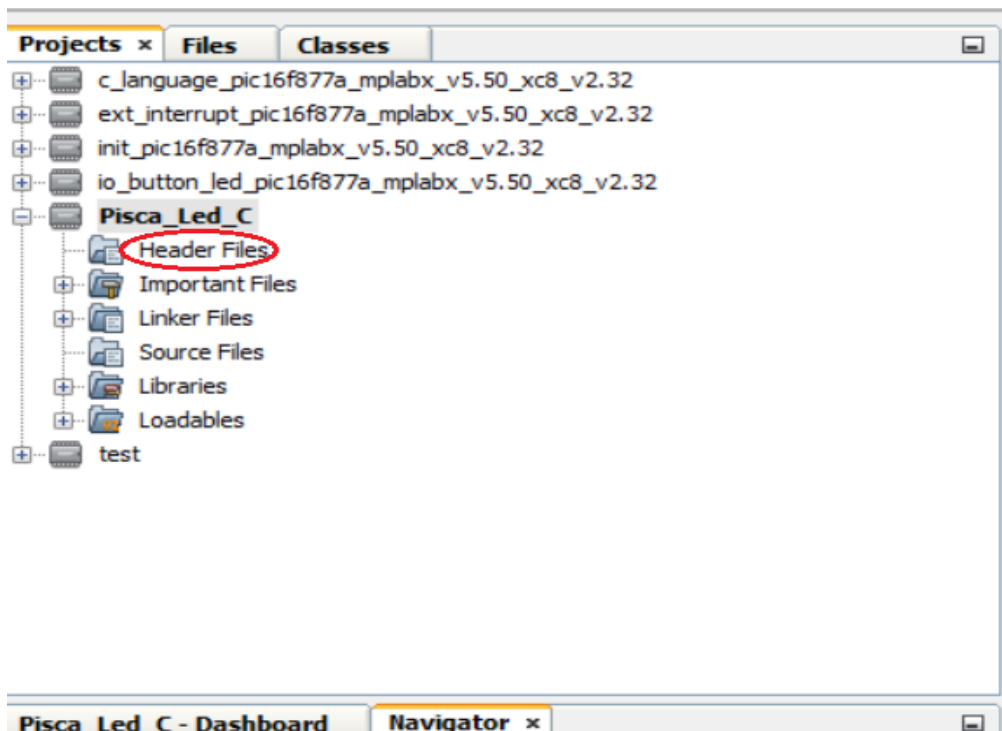 Projects × Files Classes
c_language_pic16f877a_mplabx_v5.50_xc8_v2.32
ext_interrupt_pic16f877a_mplabx_v5.50_xc8_v2.32
init_pic16f877a_mplabx_v5.50_xc8_v2.32
io_button_led_pic16f877a_mplabx_v5.50_xc8_v2.32
Pisca_Led_C
Header Files
Important Files
Linker Files
Source Files
Libraries
Loadables
test
Pisca_Led_C - Dashboard Navigator ×